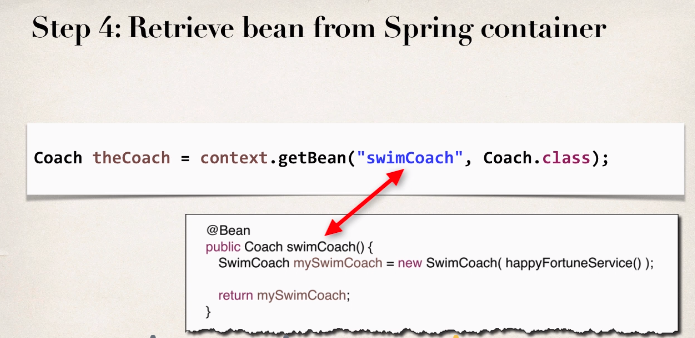 Step 4: Retrieve bean from Spring container
Coach theCoach = context.getBean("swimCoach", Coach.class);
@Bean
public Coach swimCoach() {
SwimCoach mySwimCoach = new SwimCoach( happyFortuneService() );
return mySwimCoach;
}